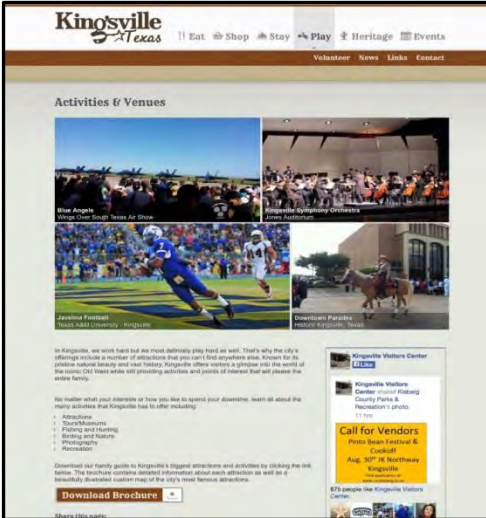 Kingsville
Texas
Eat Shop Stay Play Heritage Events
Volunteer News Links Contact
Activities & Venues
Blue Angels
Wings Over South Texas Air Show
Kingsville Symphony Orchestra
Jones Auditorium
Javelina Football
Texas A&M University - Kingsville
Downtown Parades
Historic Kingsville, Texas
In Kingsville, we work hard but we most definitely play hard as well. That's why the city's
offerings include a number of attractions that you can't find anywhere else. Known for its
pristine natural beauty and vast history, Kingsville offers visitors a glimpse into the world of
the iconic Old West while still providing activities and points of interest that will please the
entire family.
No matter what your interests or how you like to spend your downtime, learn all about the
many activities that Kingsville has to offer including:
Attractions
Tours/Museums
Fishing and Hunting
Birding and Nature
Photography
Recreation
Download our handy guide to Kingsville's biggest attractions and activities by clicking the link
below. The brochure contains detailed information about each attraction as well as a
beautifully illustrated custom map of the city's most famous attractions.
Download Brochure
Share this page:
Kingsville Visitors Center
Like
Kingsville Visitors
Center shared Kleberg
County Parks &
Recreation's photo.
11 hrs
Call for Vendors
Pinto Bean Festival &
Cookoff
Aug. 30th JK Northway
Kingsville
875 people like Kingsville Visitors
Center.